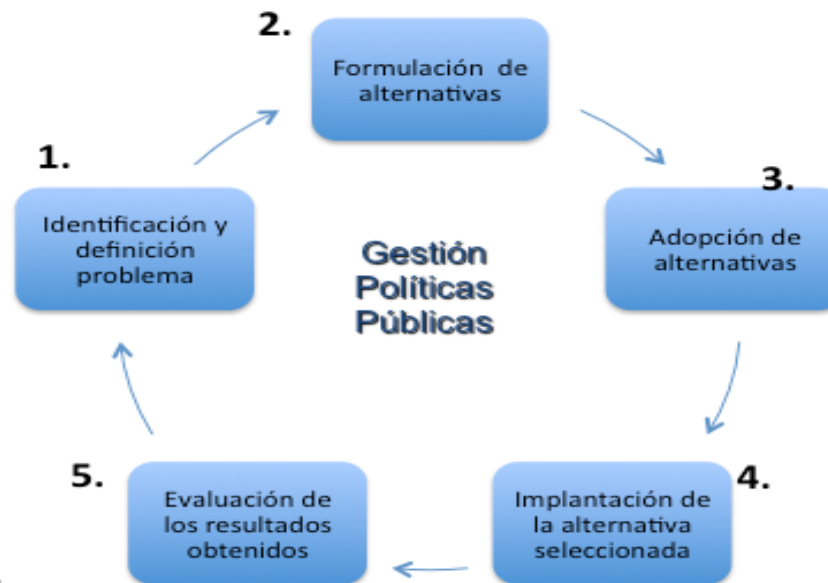 1.
Identificación y
definición
problema
2.
Formulación de
alternativas
3.
Adopción de
alternativas
4.
Implantación de
la alternativa
seleccionada
5.
Evaluación de
los resultados
obtenidos
Gestión
Políticas
Públicas